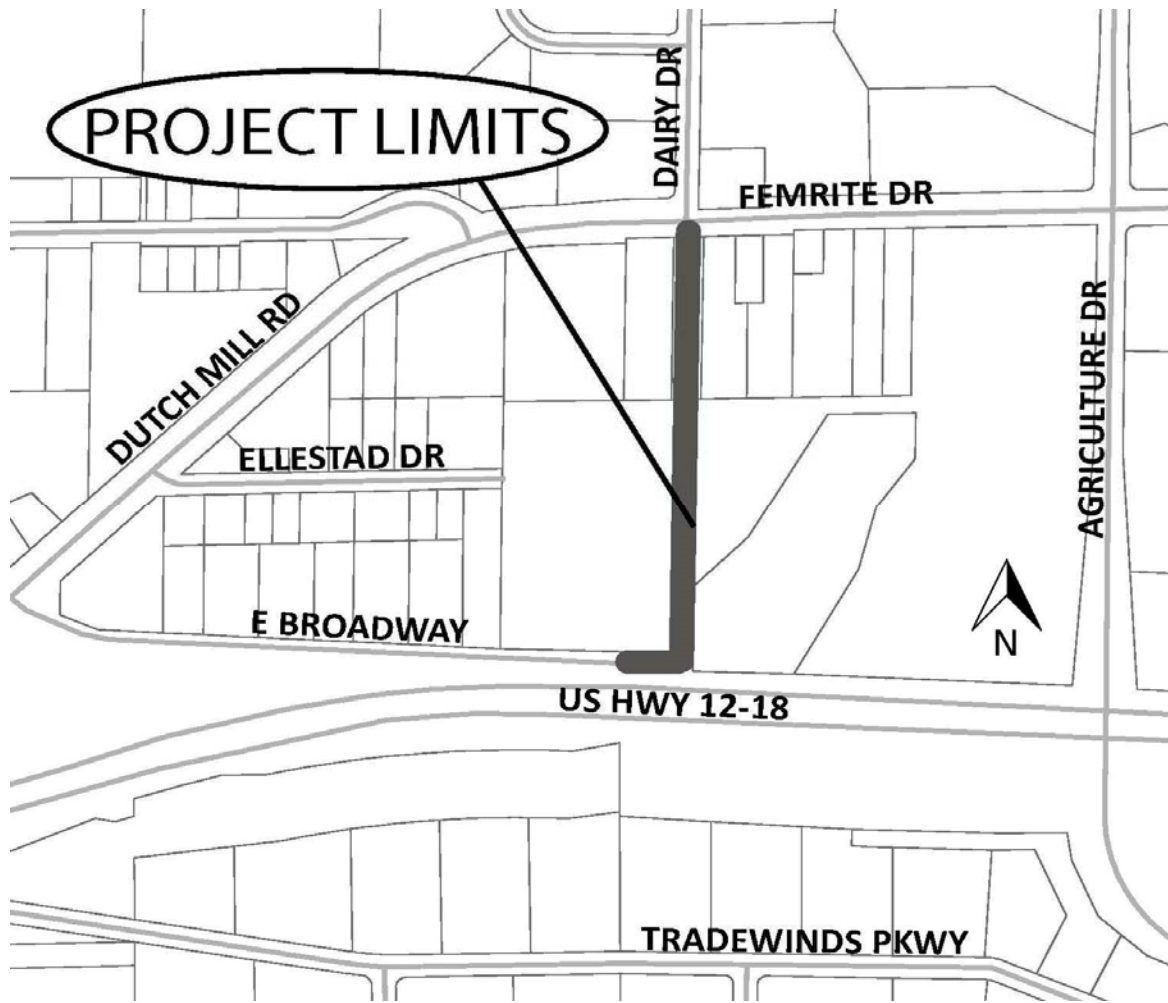 PROJECT LIMITS
DAIRY DR
FEMRITE DR
DUTCH MILL RD
AGRICULTURE DR
ELLESTAD DR
E BROADWAY
N
US HWY 12-18
TRADEWINDS PKWY